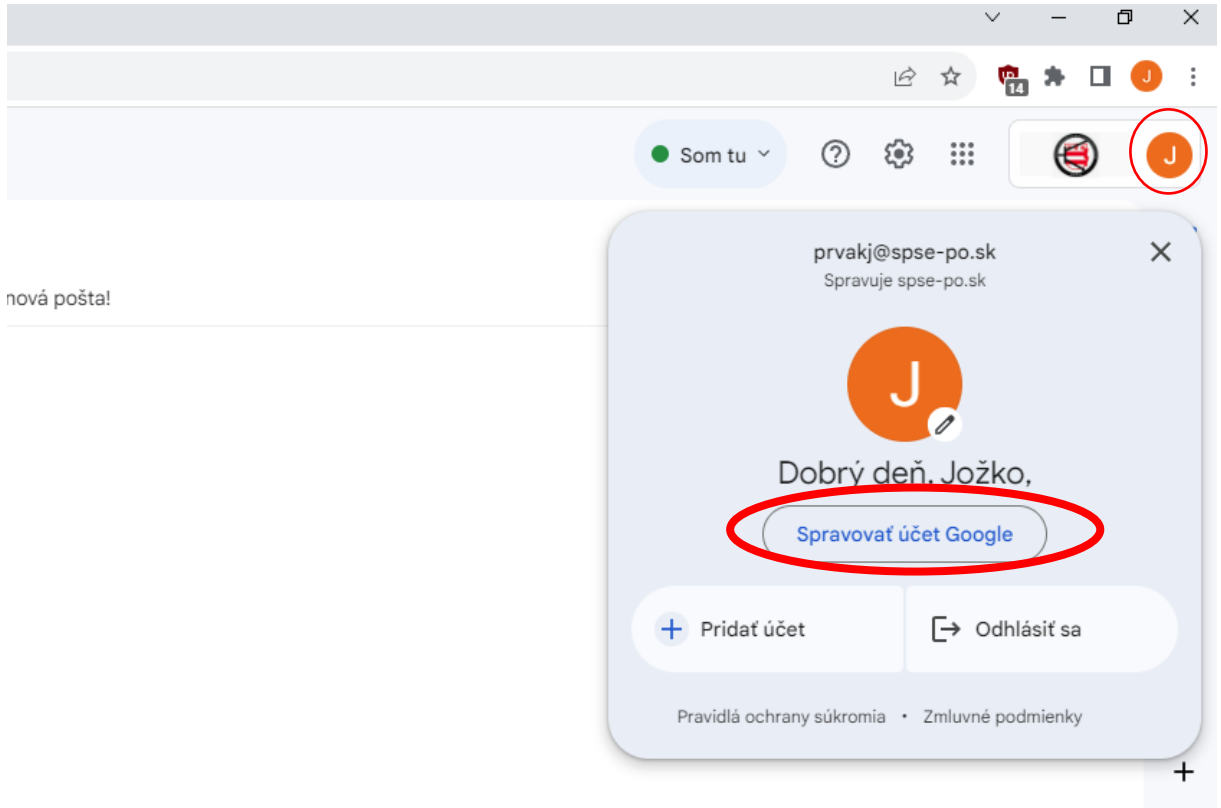 14
J
Som tu
J
prvakj@spse-po.sk
Spravuje spse-po.sk
nová pošta!
J
Dobrý deň, Jožko,
Spravovať účet Google
Pridať účet
Odhlásiť sa
Pravidlá ochrany súkromia • Zmluvné podmienky